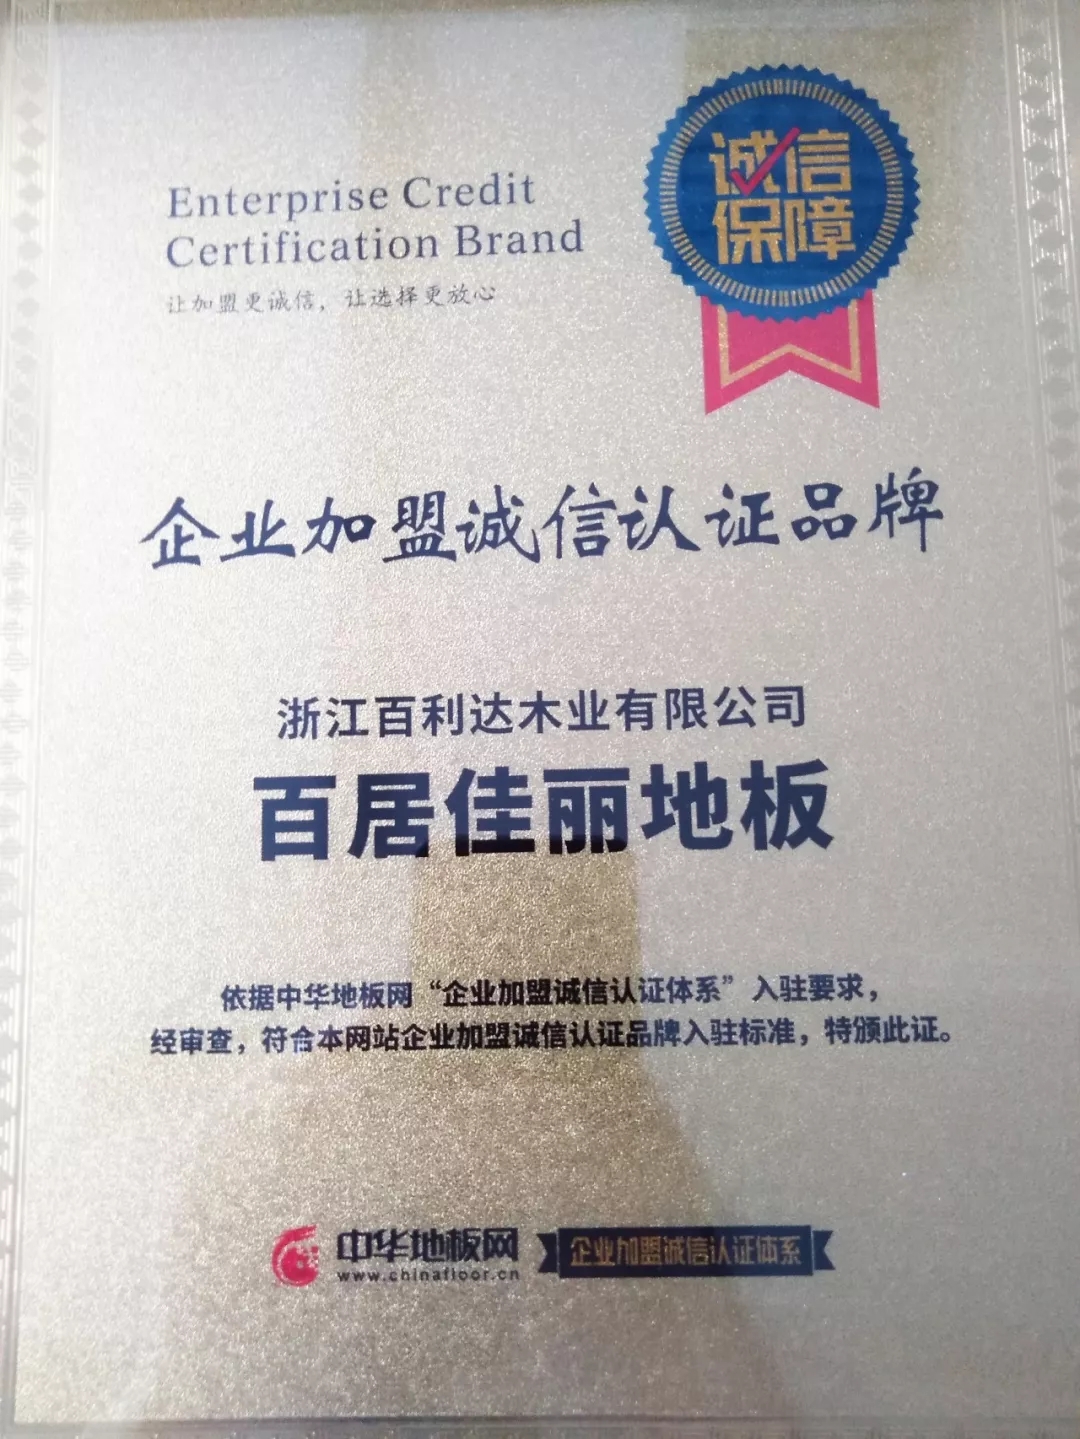 诚信
保障
Enterprise Credit
Certification Brand
让加盟更诚信，让选择更放心
企业加盟诚信认证品牌
浙江百利达木业有限公司
百居佳丽地板
依据中华地板网“企业加盟诚信认证体系”入驻要求，
经审查，符合本网站企业加盟诚信认证品牌入驻标准，特颁此证。
中华地板网
www.chinafloor.cn
企业加盟诚信认证体系